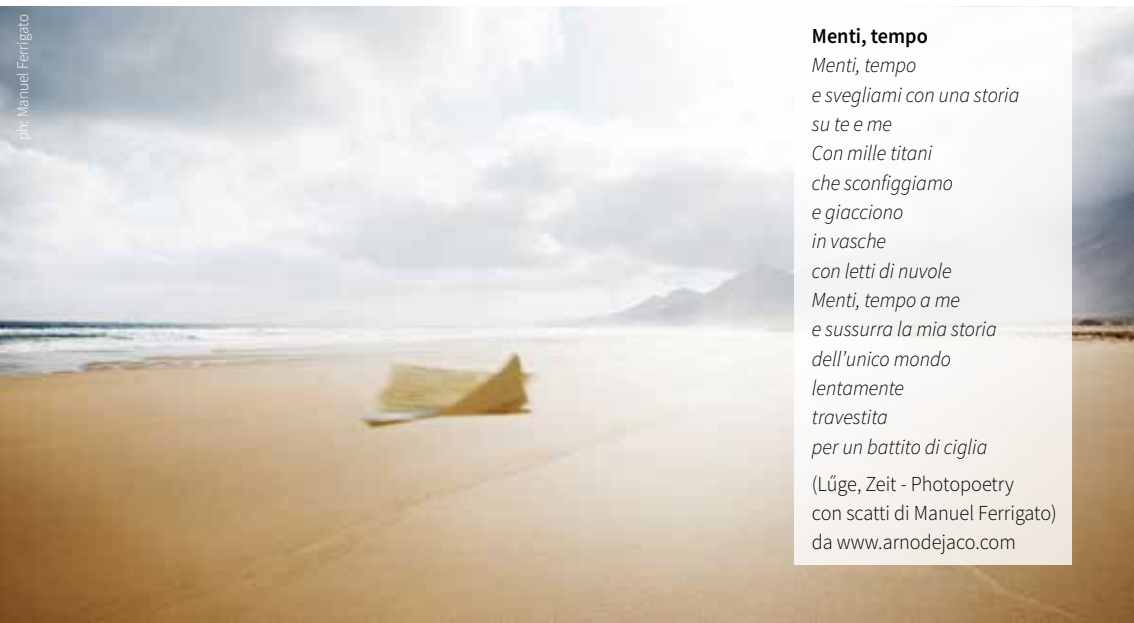 ph: Manuel Ferrigato
Menti, tempo
Menti, tempo
e svegliami con una storia
su te e me
Con mille titani
che sconfiggiamo
e giacciono
in vasche
con letti di nuvole
Menti, tempo a me
e sussurra la mia storia
dell’unico mondo
lentamente
travestita
per un battito di ciglia
(Lűge, Zeit - Photopoetry
con scatti di Manuel Ferrigato)
da www.arnodejaco.com